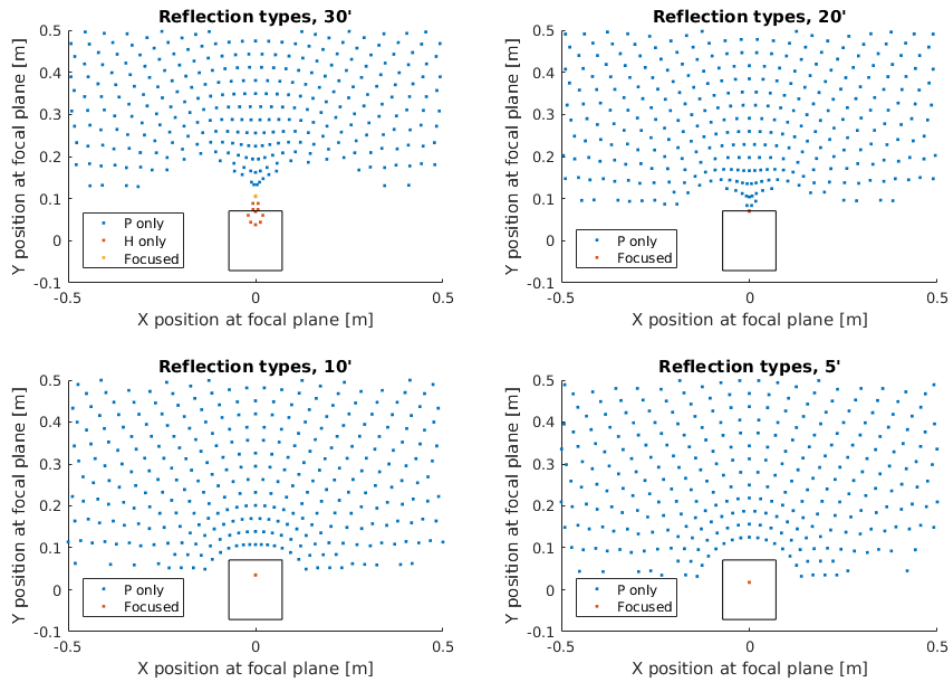 Reflection types, 30'
Y position at focal plane [m]
0.5
0.4
0.3
0.2
0.1
0
-0.1
P only
H only
Focused
-0.5
0
0.5
X position at focal plane [m]
Reflection types, 20'
Y position at focal plane [m]
0.5
0.4
0.3
0.2
0.1
0
-0.1
P only
Focused
-0.5
0
0.5
X position at focal plane [m]
Reflection types, 10'
Y position at focal plane [m]
0.5
0.4
0.3
0.2
0.1
0
-0.1
P only
Focused
-0.5
0
0.5
X position at focal plane [m]
Reflection types, 5'
Y position at focal plane [m]
0.5
0.4
0.3
0.2
0.1
0
-0.1
P only
Focused
-0.5
0
0.5
X position at focal plane [m]